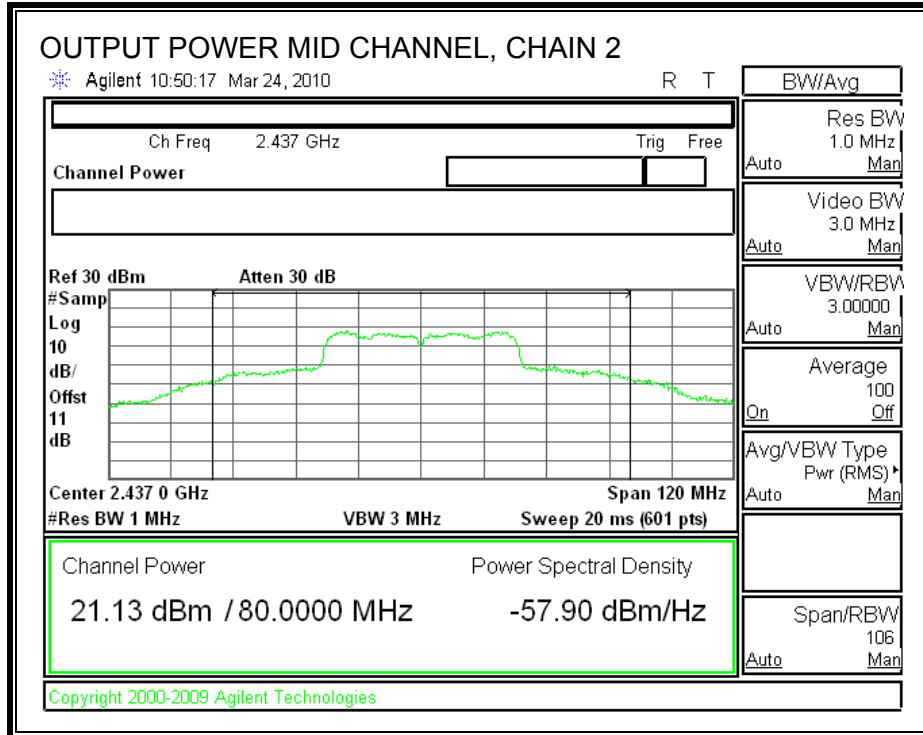 OUTPUT POWER MID CHANNEL, CHAIN 2
Agilent 10:50:17 Mar 24, 2010 R T
Ch Freq 2.437 GHz Trig Free
Channel Power
Ref 30 dBm Atten 30 dB
#Samp
Log
10
dB/
Offst
11
dB
Center 2.437 0 GHz Span 120 MHz
#Res BW 1 MHz VBW 3 MHz Sweep 20 ms (601 pts)
Channel Power Power Spectral Density
21.13 dBm / 80.0000 MHz -57.90 dBm/Hz
Copyright 2000-2009 Agilent Technologies
BW/Avg
Res BW
1.0 MHz
Auto Man
Video BW
3.0 MHz
Auto Man
VBW/RBW
3.00000
Auto Man
Average
100
On Off
Avg/VBW Type
Pwr (RMS)
Auto Man
Span/RBW
106
Auto Man